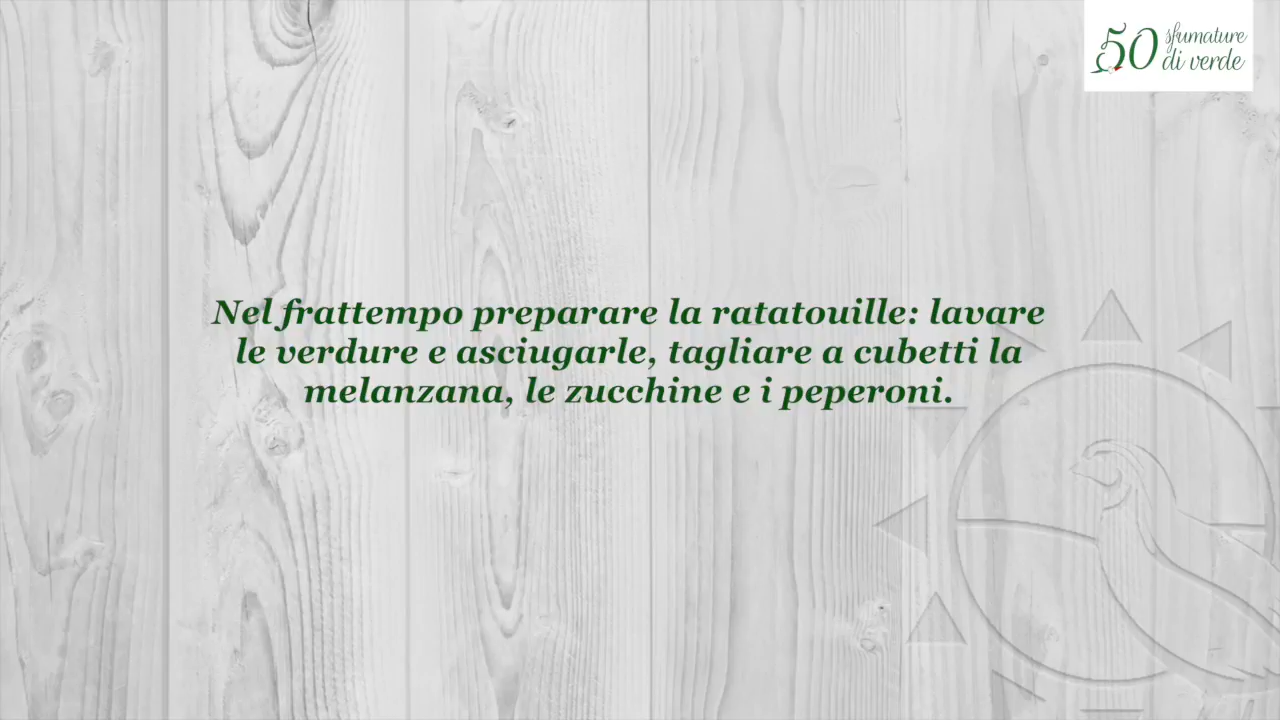 50 sfumature
di verde
Nel frattempo preparare la ratatouille: lavare
le verdure e asciugarle, tagliare a cubetti la
melanzana, le zucchine e i peperoni.